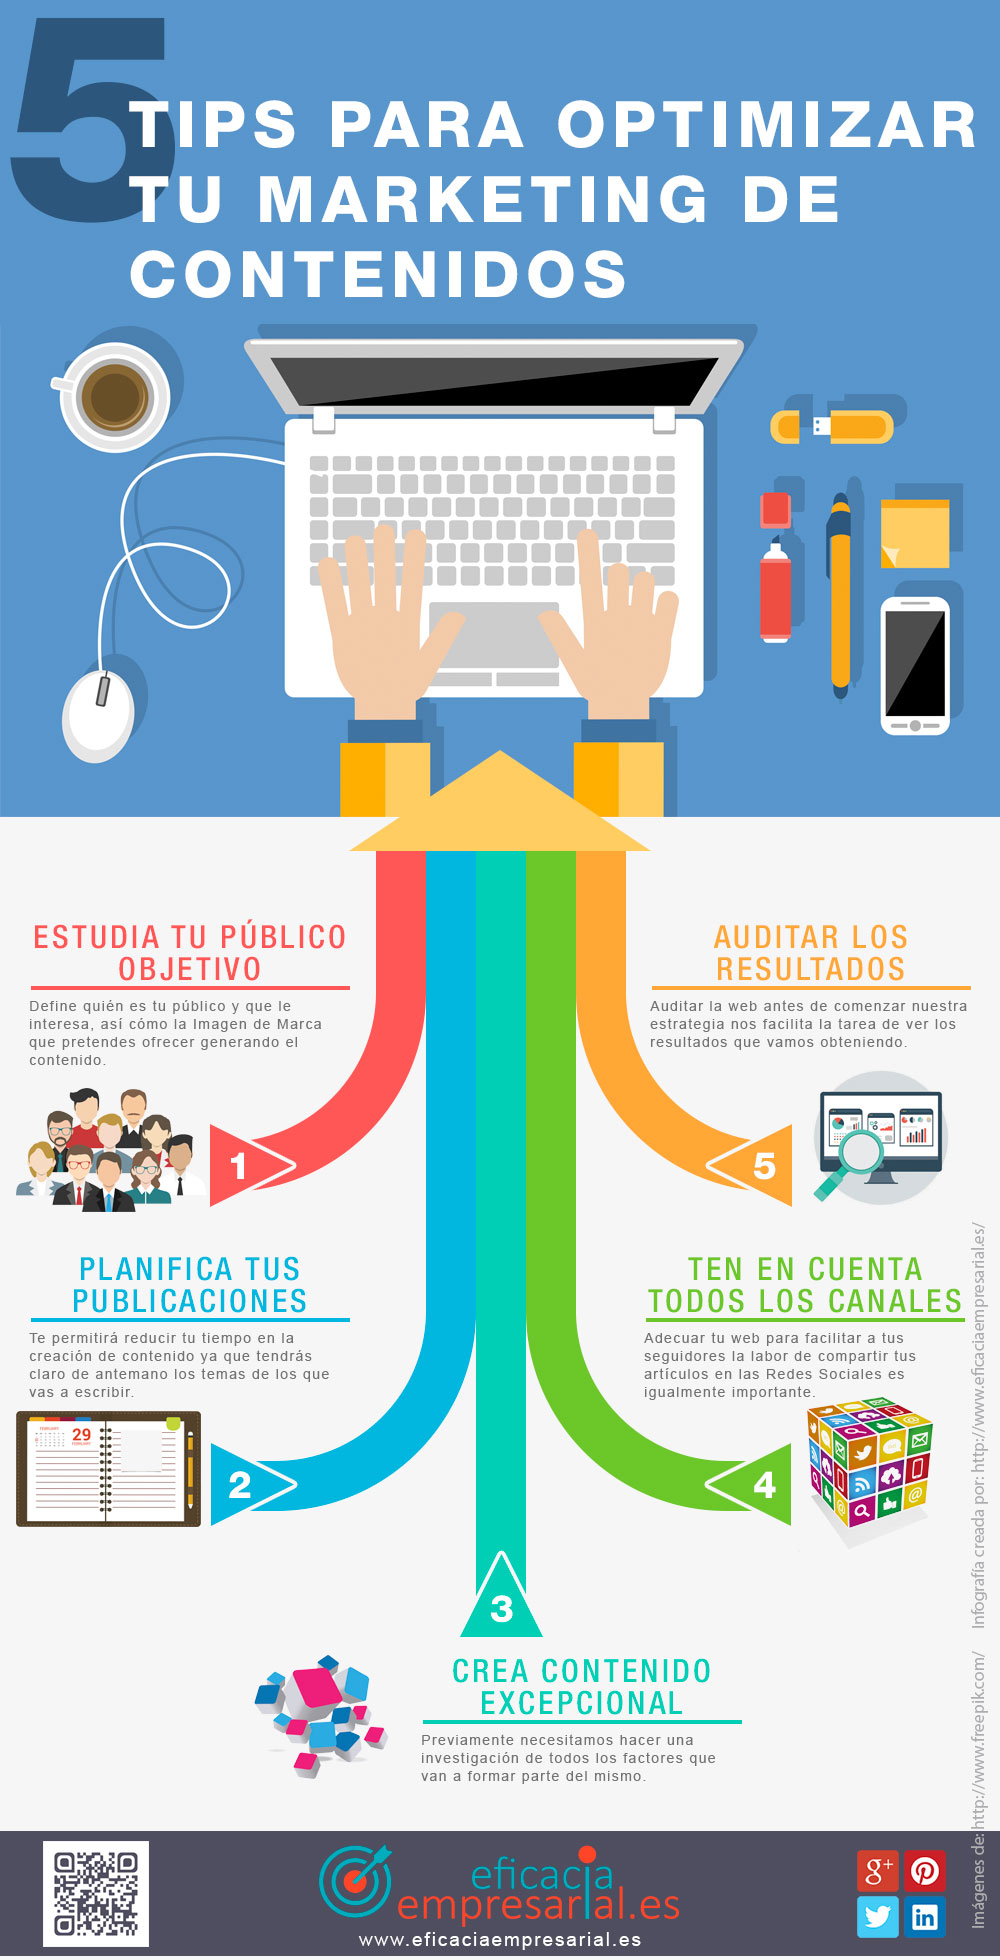 5
TIPS PARA OPTIMIZAR
TU MARKETING DE
CONTENIDOS
ESTUDIA TU PÚBLICO
OBJETIVO
Define quién es tu público y que le
interesa, así cómo la Imagen de Marca
que pretendes ofrecer generando el
contenido.
1
PLANIFICA TUS
PUBLICACIONES
Te permitirá reducir tu tiempo en la
creación de contenido ya que tendrás
claro de antemano los temas de los que
vas a escribir.
FEBRUARY
29
FEBRUARY
2
3
CREA CONTENIDO
EXCEPCIONAL
Previamente necesitamos hacer una
investigación de todos los factores que
van a formar parte del mismo.
TEN EN CUENTA
TODOS LOS CANALES
Adecuar tu web para facilitar a tus
seguidores la labor de compartir tus
artículos en las Redes Sociales es
igualmente importante.
4
@
@
AUDITAR LOS
RESULTADOS
Auditar la web antes de comenzar nuestra
estrategia nos facilita la tarea de ver los
resultados que vamos obteniendo.
5
Imágenes de: http://www.freepik.com/ Infografía creada por: http://www.eficaciaempresarial.es/
eficacia
empresarial.es
www.eficaciaempresarial.es
g+
in